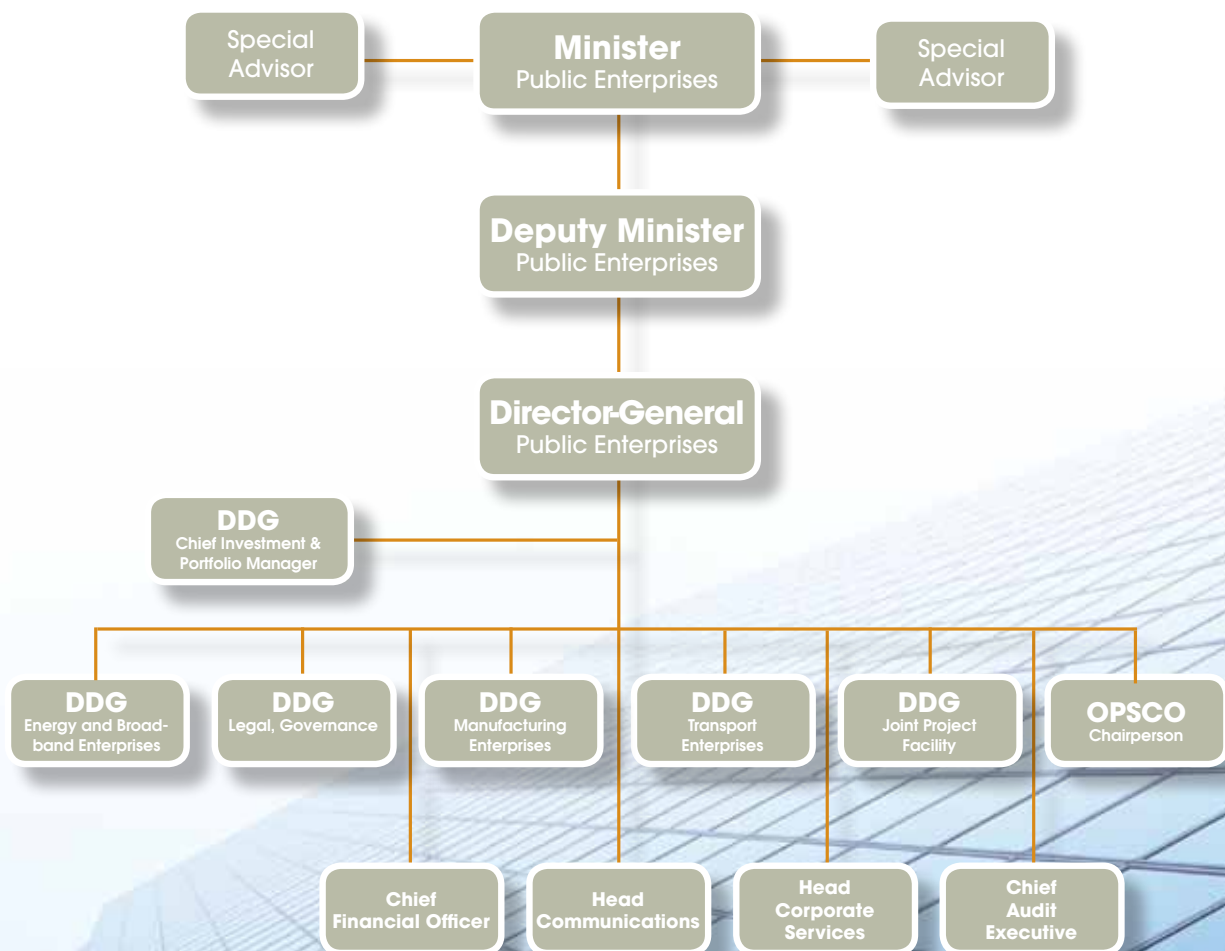 Special
Advisor
Minister
Public Enterprises
Special
Advisor
Deputy Minister
Public Enterprises
Director-General
Public Enterprises
DDG
Chief Investment &
Portfolio Manager
DDG
Energy and Broad-
band Enterprises
DDG
Legal, Governance
DDG
Manufacturing
Enterprises
DDG
Transport
Enterprises
DDG
Joint Project
Facility
OPSCO
Chairperson
Chief
Financial Officer
Head
Communications
Head
Corporate
Services
Chief
Audit
Executive